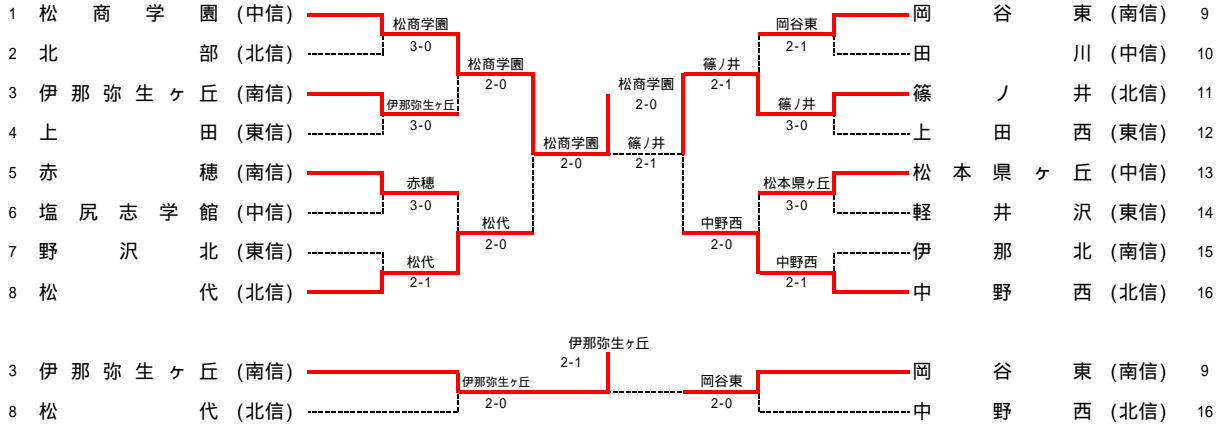 1 松商学園 (中信) 松商学園 岡谷東 岡谷東 (南信) 9
3-0 2-1
2 北部 (北信) 田川 (中信) 10
松商学園 篠ノ井
2-0 松商学園 2-1
3 伊那弥生ヶ丘 (南信) 篠ノ井 (北信) 11
伊那弥生ヶ丘 2-0 篠ノ井
3-0 3-0
4 上田 (東信) 上田西 (東信) 12
松商学園 篠ノ井
2-0 2-1
5 赤穂 (南信) 松本県ヶ丘 (中信) 13
赤穂 松本県ヶ丘
3-0 3-0
6 塩尻志学館 (中信) 軽井沢 (東信) 14
松代 中野西
2-0 2-0
7 野沢北 (東信) 伊那北 (南信) 15
松代 中野西
2-1 2-1
8 松代 (北信) 中野西 (北信) 16
伊那弥生ヶ丘
2-1
3 伊那弥生ヶ丘 (南信) 岡谷東 (南信) 9
伊那弥生ヶ丘 岡谷東
2-0 2-0
8 松代 (北信) 中野西 (北信) 16